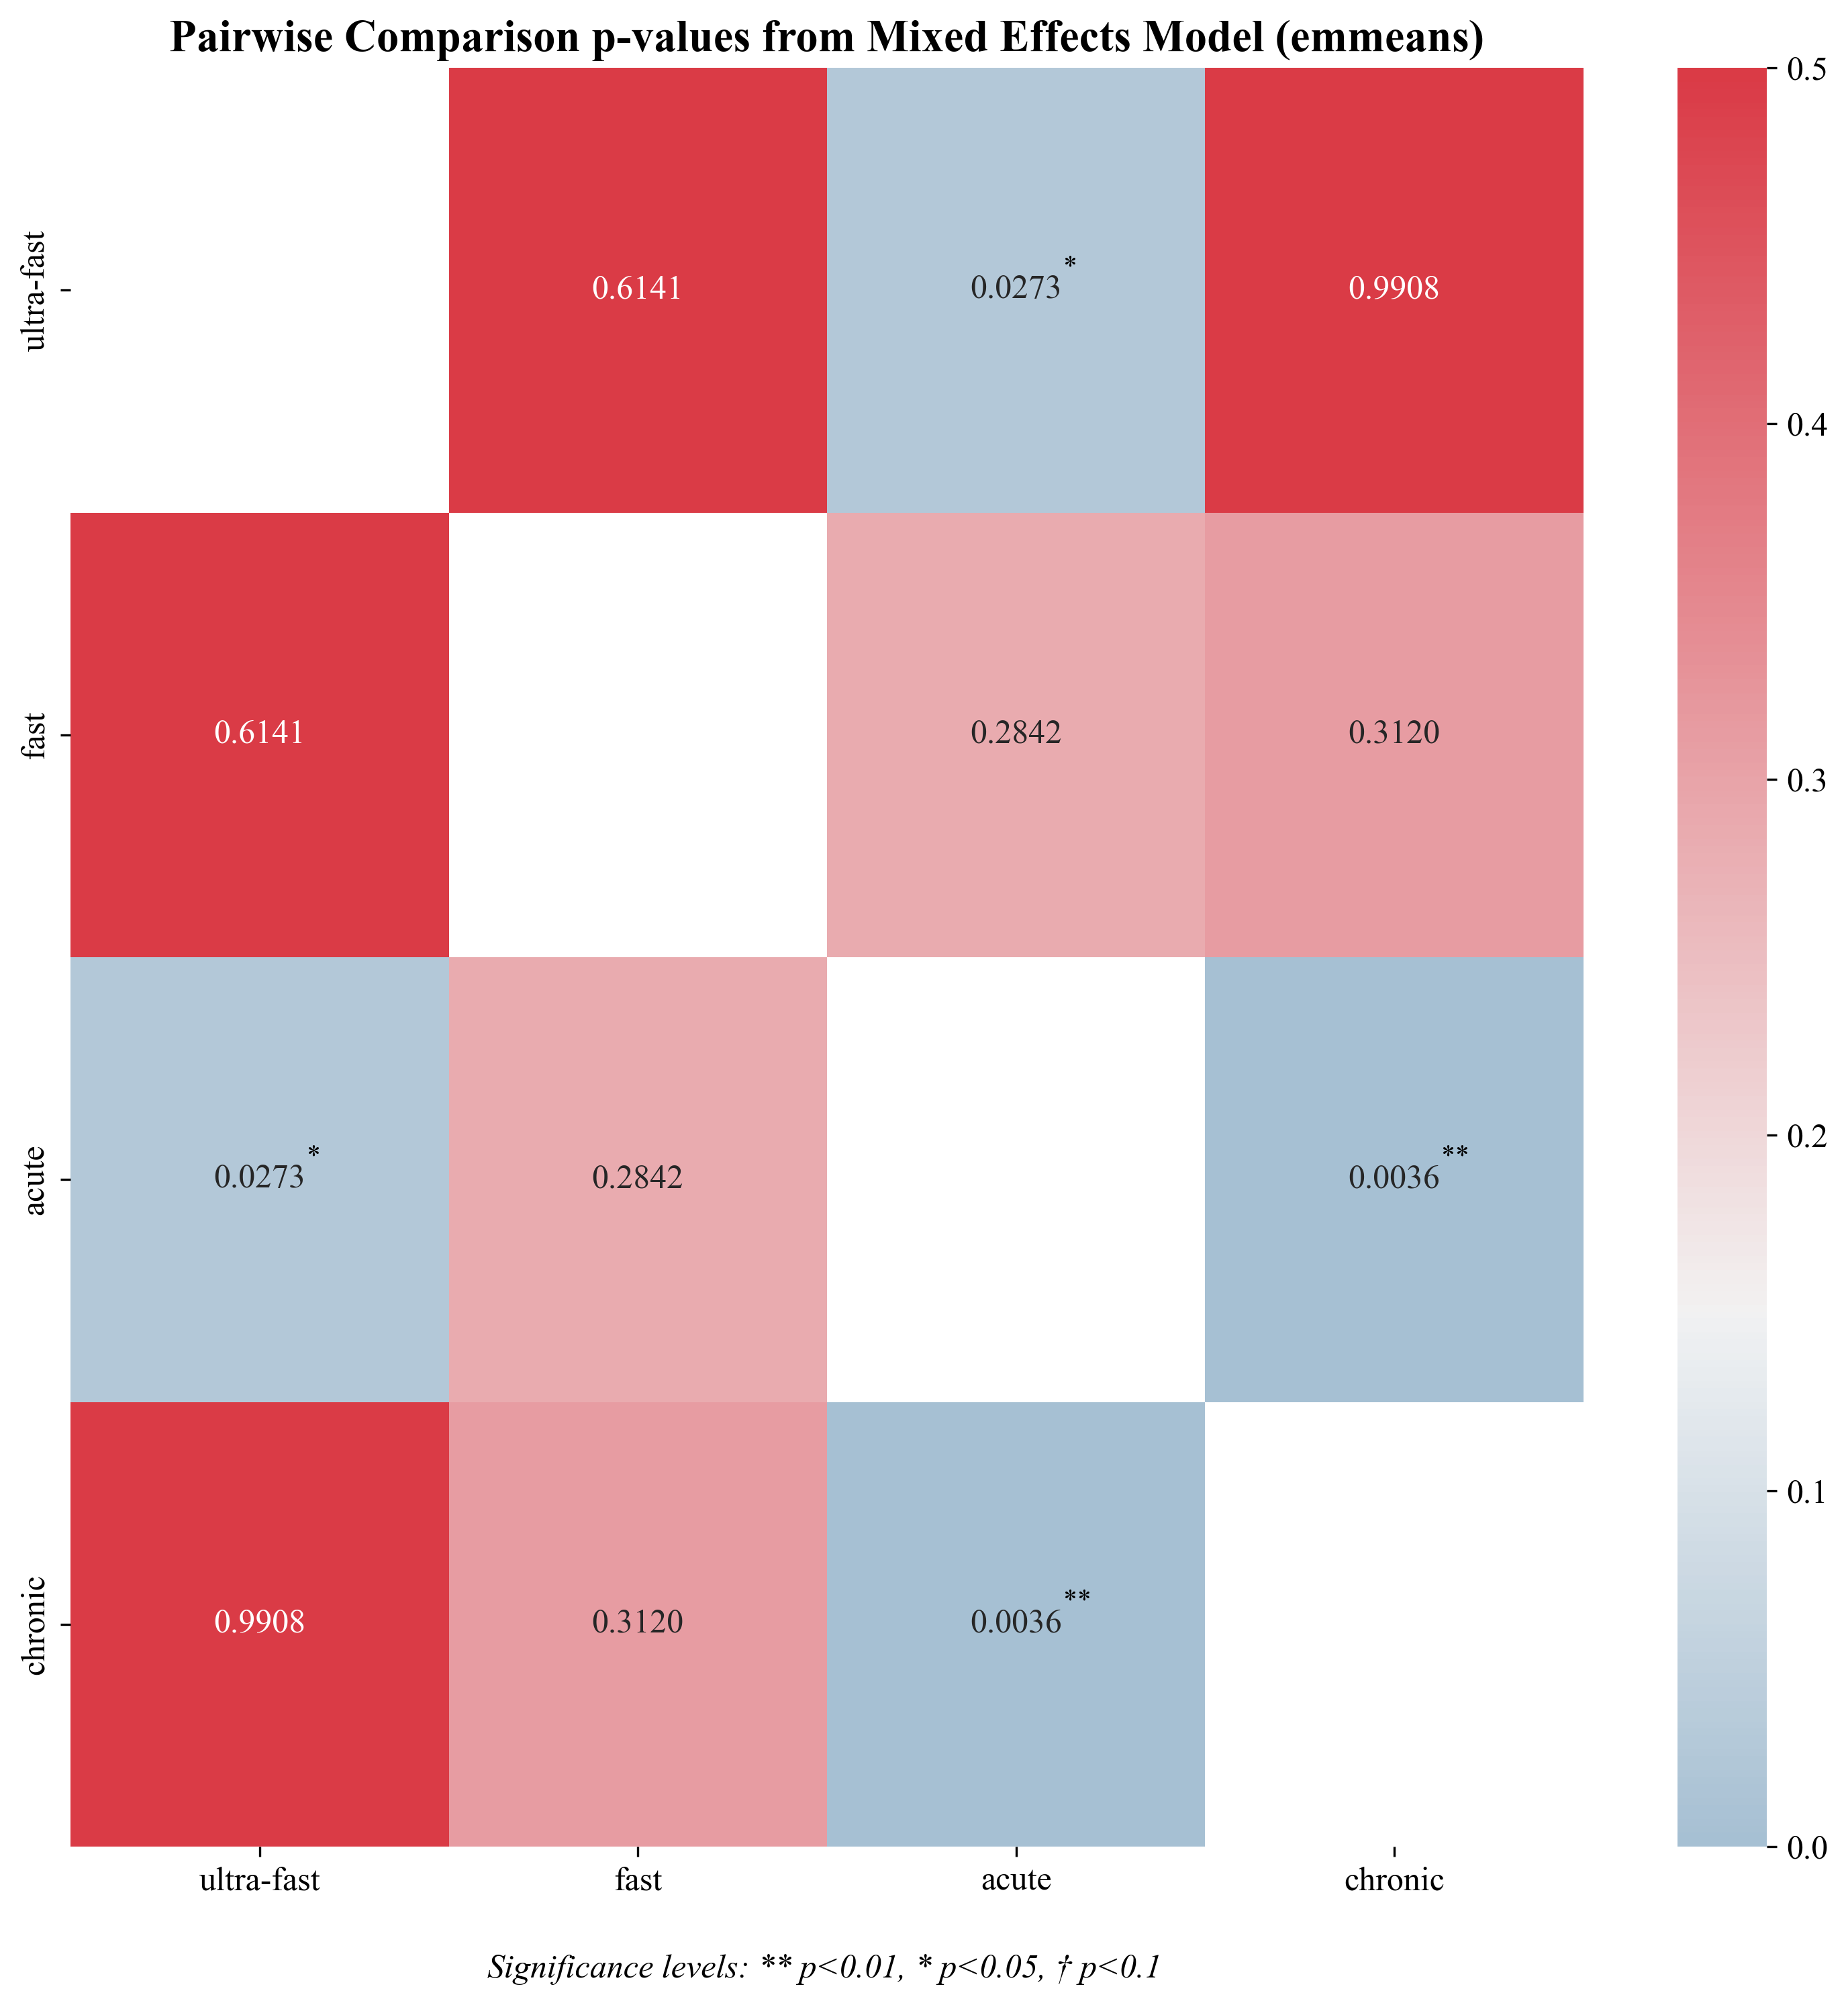 Pairwise Comparison p-values from Mixed Effects Model (emmeans)
ultra-fast
0.6141
0.0273*
0.9908
fast
0.6141
0.2842
0.3120
acute
0.0273*
0.2842
0.0036**
chronic
0.9908
0.3120
0.0036**
ultra-fast
fast
acute
chronic
0.5
0.4
0.3
0.2
0.1
0.0
Significance levels: ** p<0.01, * p<0.05, † p<0.1